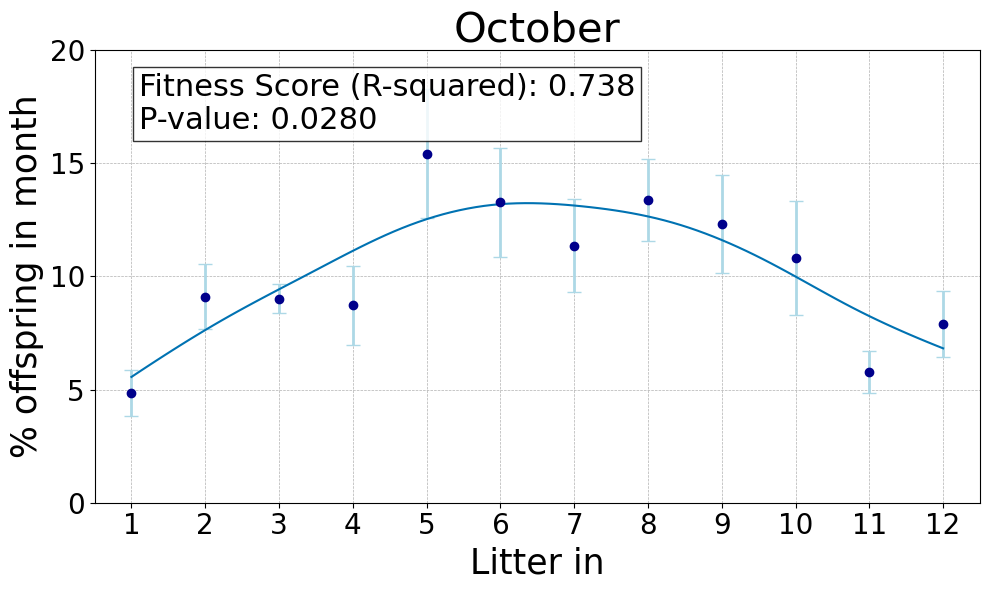 October
Fitness Score (R-squared): 0.738
P-value: 0.0280
% offspring in month
20
15
10
5
0
1 2 3 4 5 6 7 8 9 10 11 12
Litter in